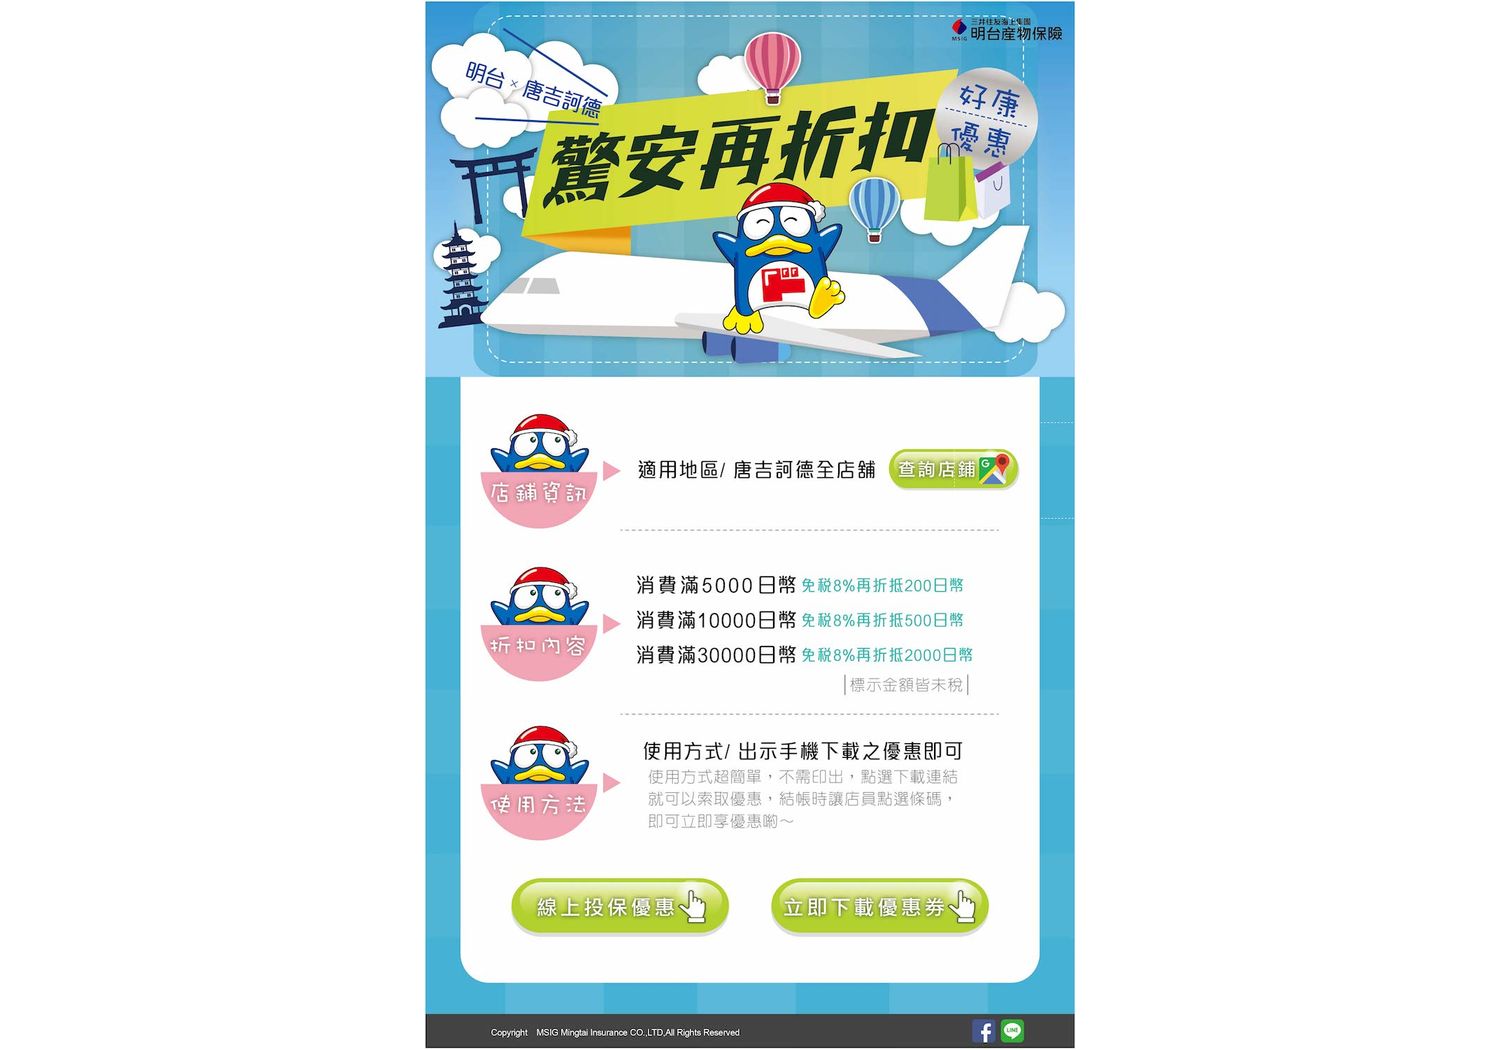 三井住友海上集團
MSIG 明台産物保險
明台 × 唐吉訶德
驚安再折扣
好康
優惠
店鋪資訊
適用地區/ 唐吉訶德全店舖
查詢店鋪
G
折扣內容
消費滿5000日幣 免税8%再折抵200日幣
消費滿10000日幣 免税8%再折抵500日幣
消費滿30000日幣 免税8%再折抵2000日幣
|標示金額皆未稅|
使用方法
使用方式/ 出示手機下載之優惠即可
使用方式超簡單，不需印出，點選下載連結
就可以索取優惠，結帳時讓店員點選條碼，
即可立即享優惠喲～
線上投保優惠
立即下載優惠券
Copyright MSIG Mingtai Insurance CO.,LTD,All Rights Reserved
f
LINE